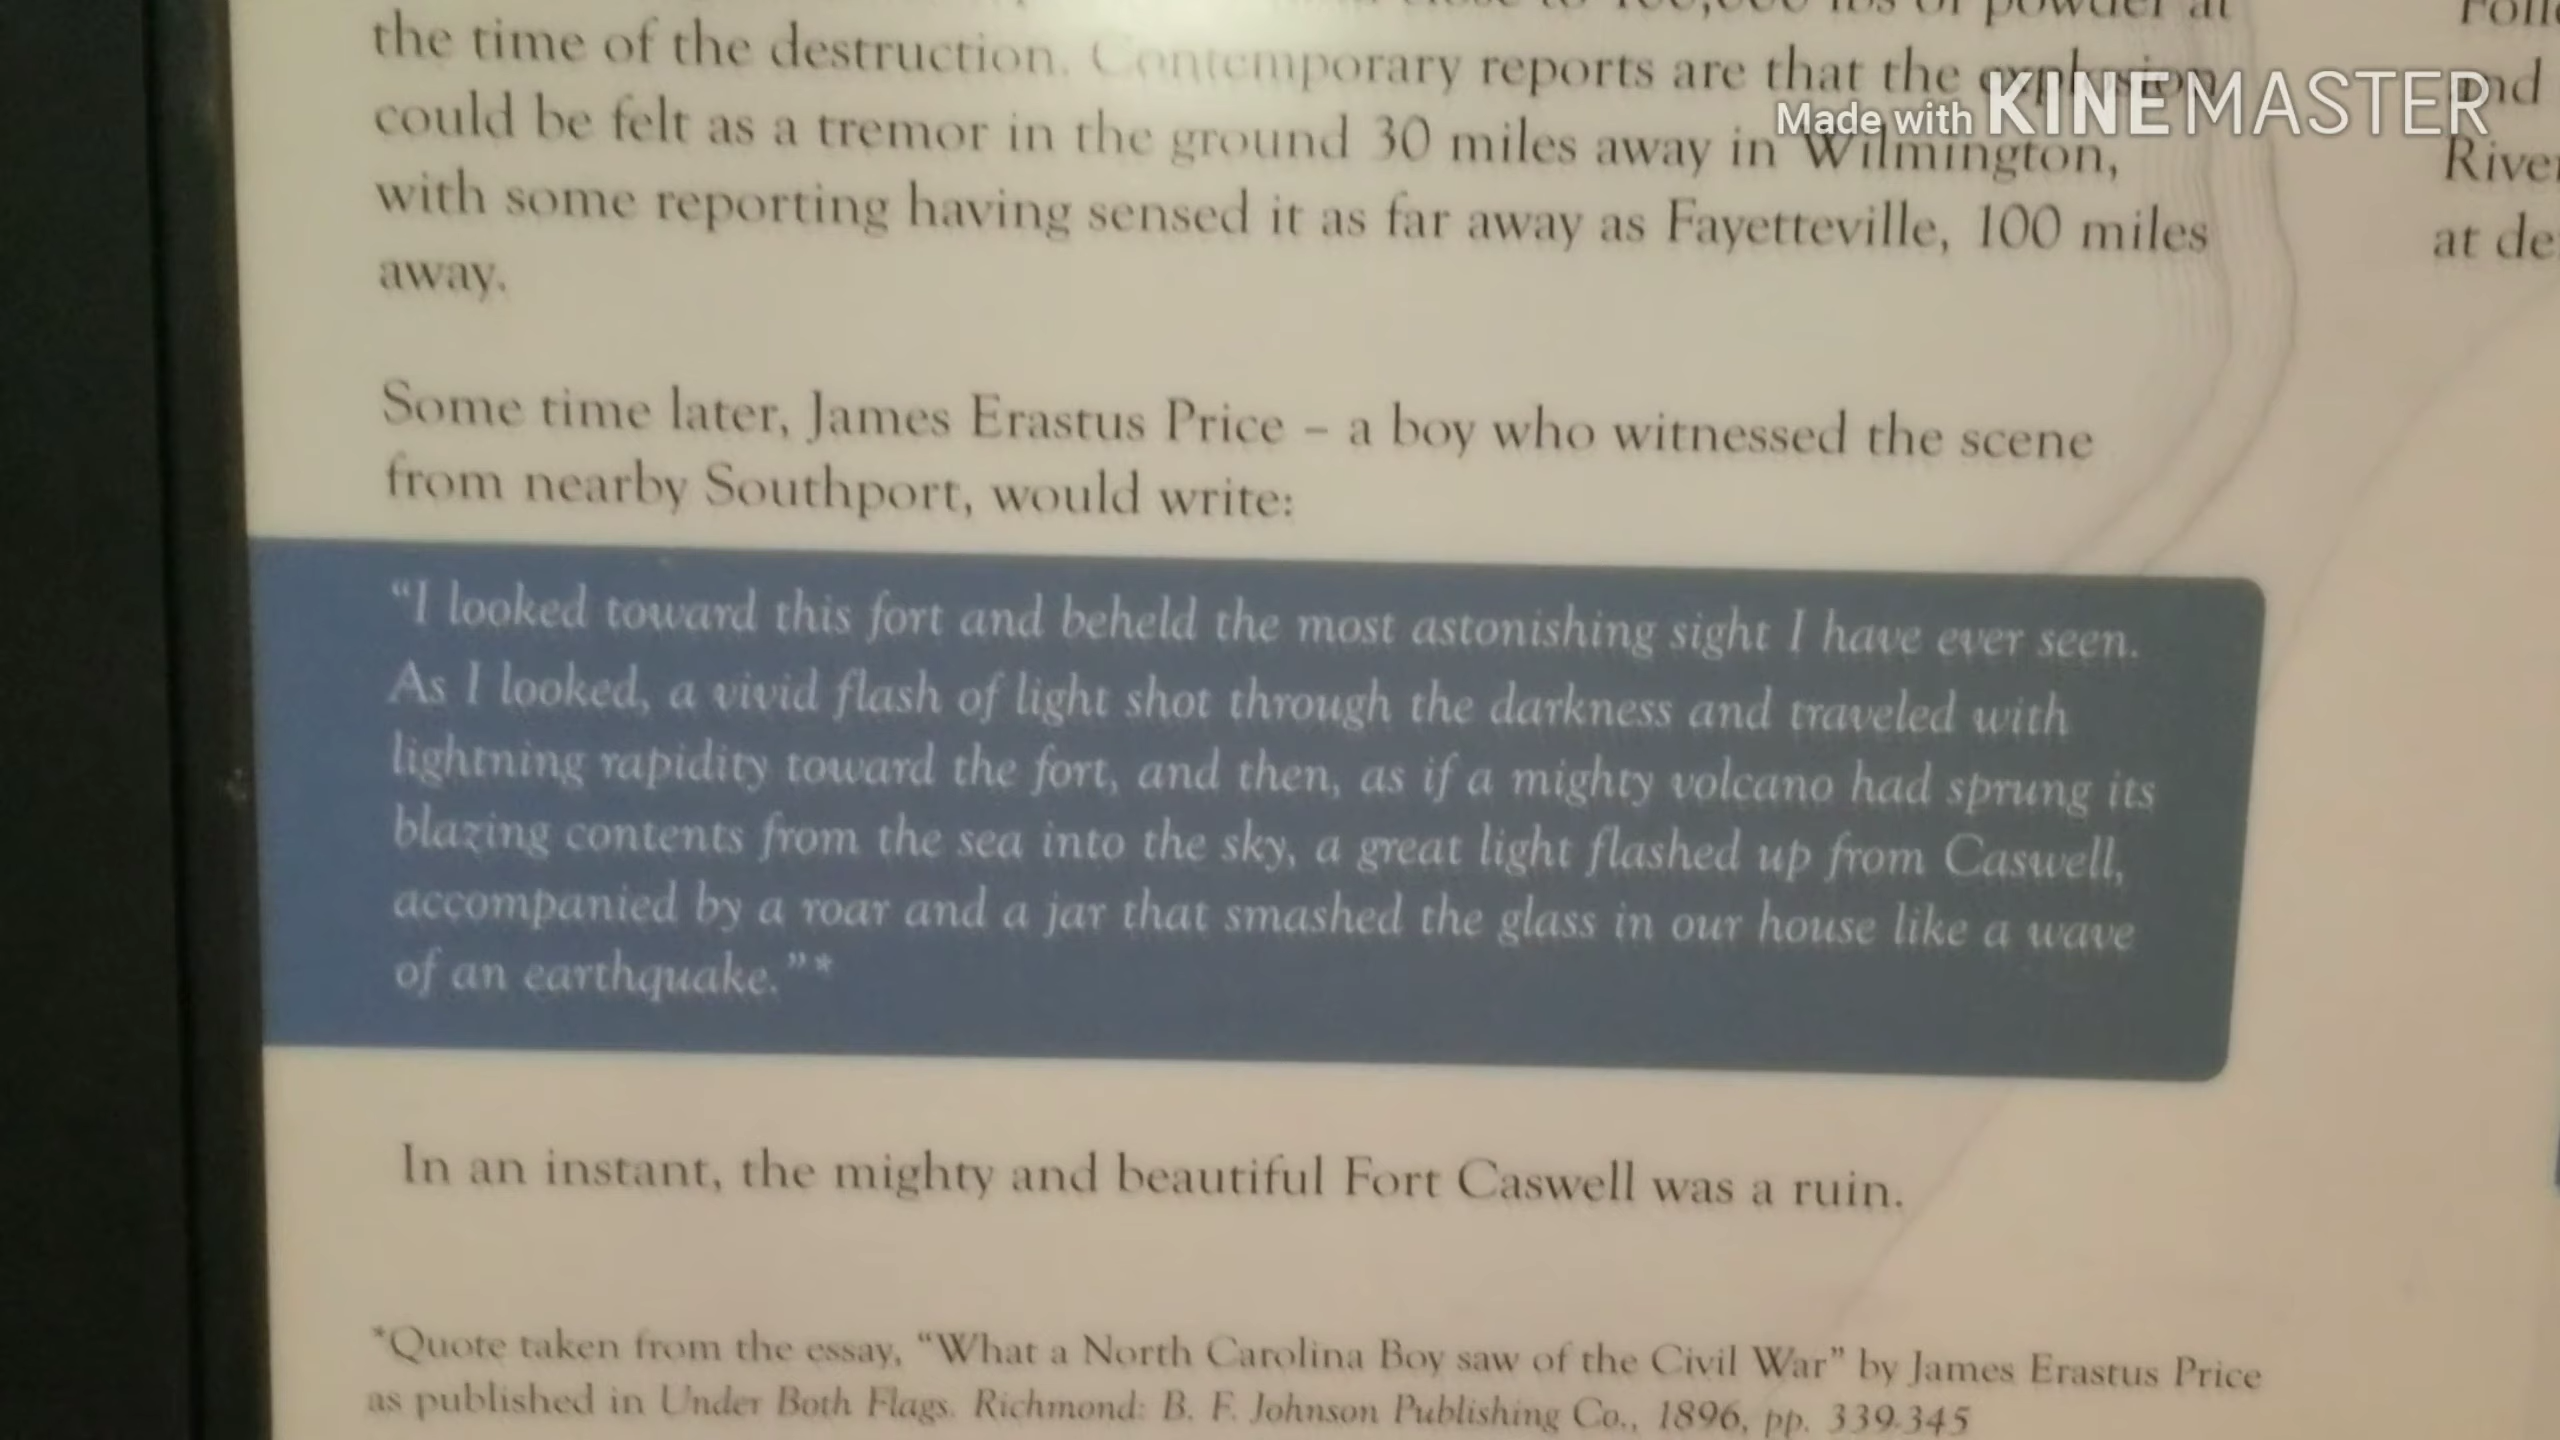 100,000 lbs of powder at
the time of the destruction. Contemporary reports are that the explosion
could be felt as a tremor in the ground 30 miles away in Wilmington,
with some reporting having sensed it as far away as Fayetteville, 100 miles
away.
Some time later, James Erastus Price – a boy who witnessed the scene
from nearby Southport, would write:
“I looked toward this fort and beheld the most astonishing sight I have ever seen.
As I looked, a vivid flash of light shot through the darkness and traveled with
lightning rapidity toward the fort, and then, as if a mighty volcano had sprung its
blazing contents from the sea into the sky, a great light flashed up from Caswell,
accompanied by a roar and a jar that smashed the glass in our house like a wave
of an earthquake.”*
In an instant, the mighty and beautiful Fort Caswell was a ruin.
*Quote taken from the essay, “What a North Carolina Boy saw of the Civil War” by James Erastus Price
as published in Under Both Flags. Richmond: B. F. Johnson Publishing Co., 1896, pp. 339-345
and
at
Made with KINEMASTER